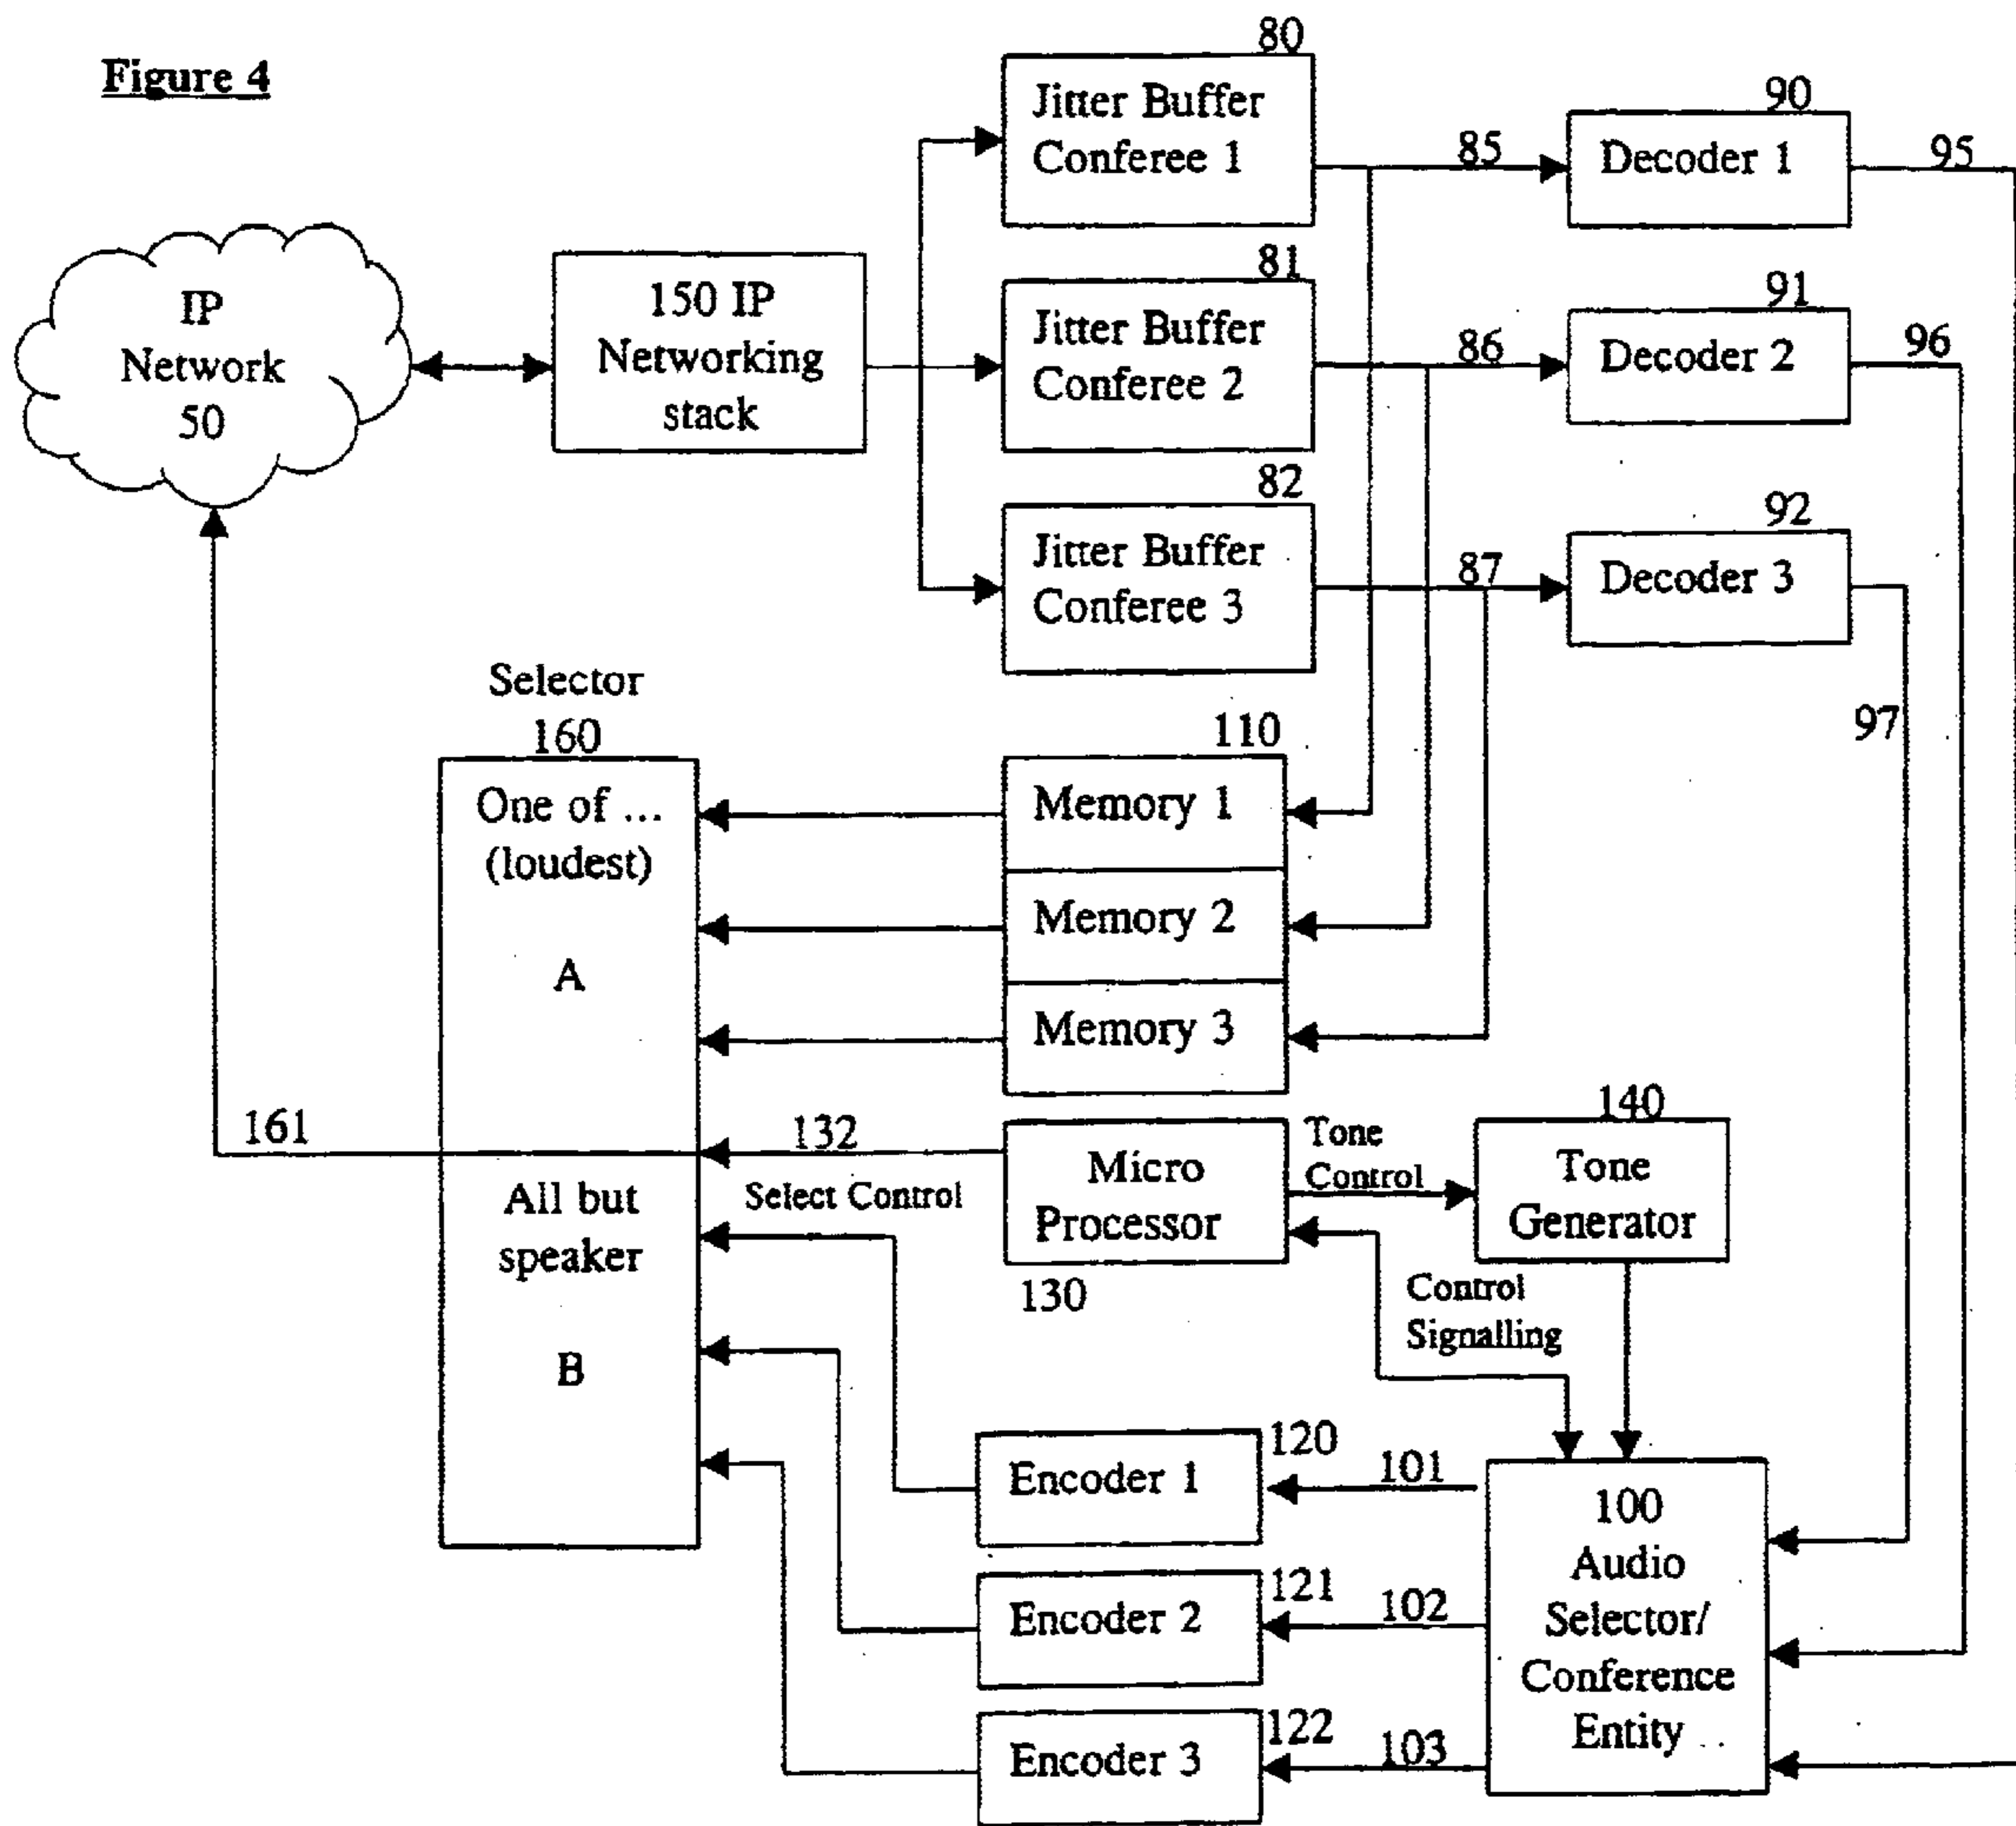 Figure 4
80
Jitter Buffer
Conferee 1
85
90
Decoder 1
95
IP
Network
50
150 IP
Networking
stack
81
Jitter Buffer
Conferee 2
86
91
Decoder 2
96
82
Jitter Buffer
Conferee 3
87
92
Decoder 3
97
Selector
160
One of ...
(loudest)
A
All but
speaker
B
161
110
Memory 1
Memory 2
Memory 3
132
Select Control
Micro
Processor
130
Tone
Control
140
Tone
Generator
Control
Signalling
120
Encoder 1
101
121
Encoder 2
102
122
Encoder 3
103
100
Audio
Selector/
Conference
Entity